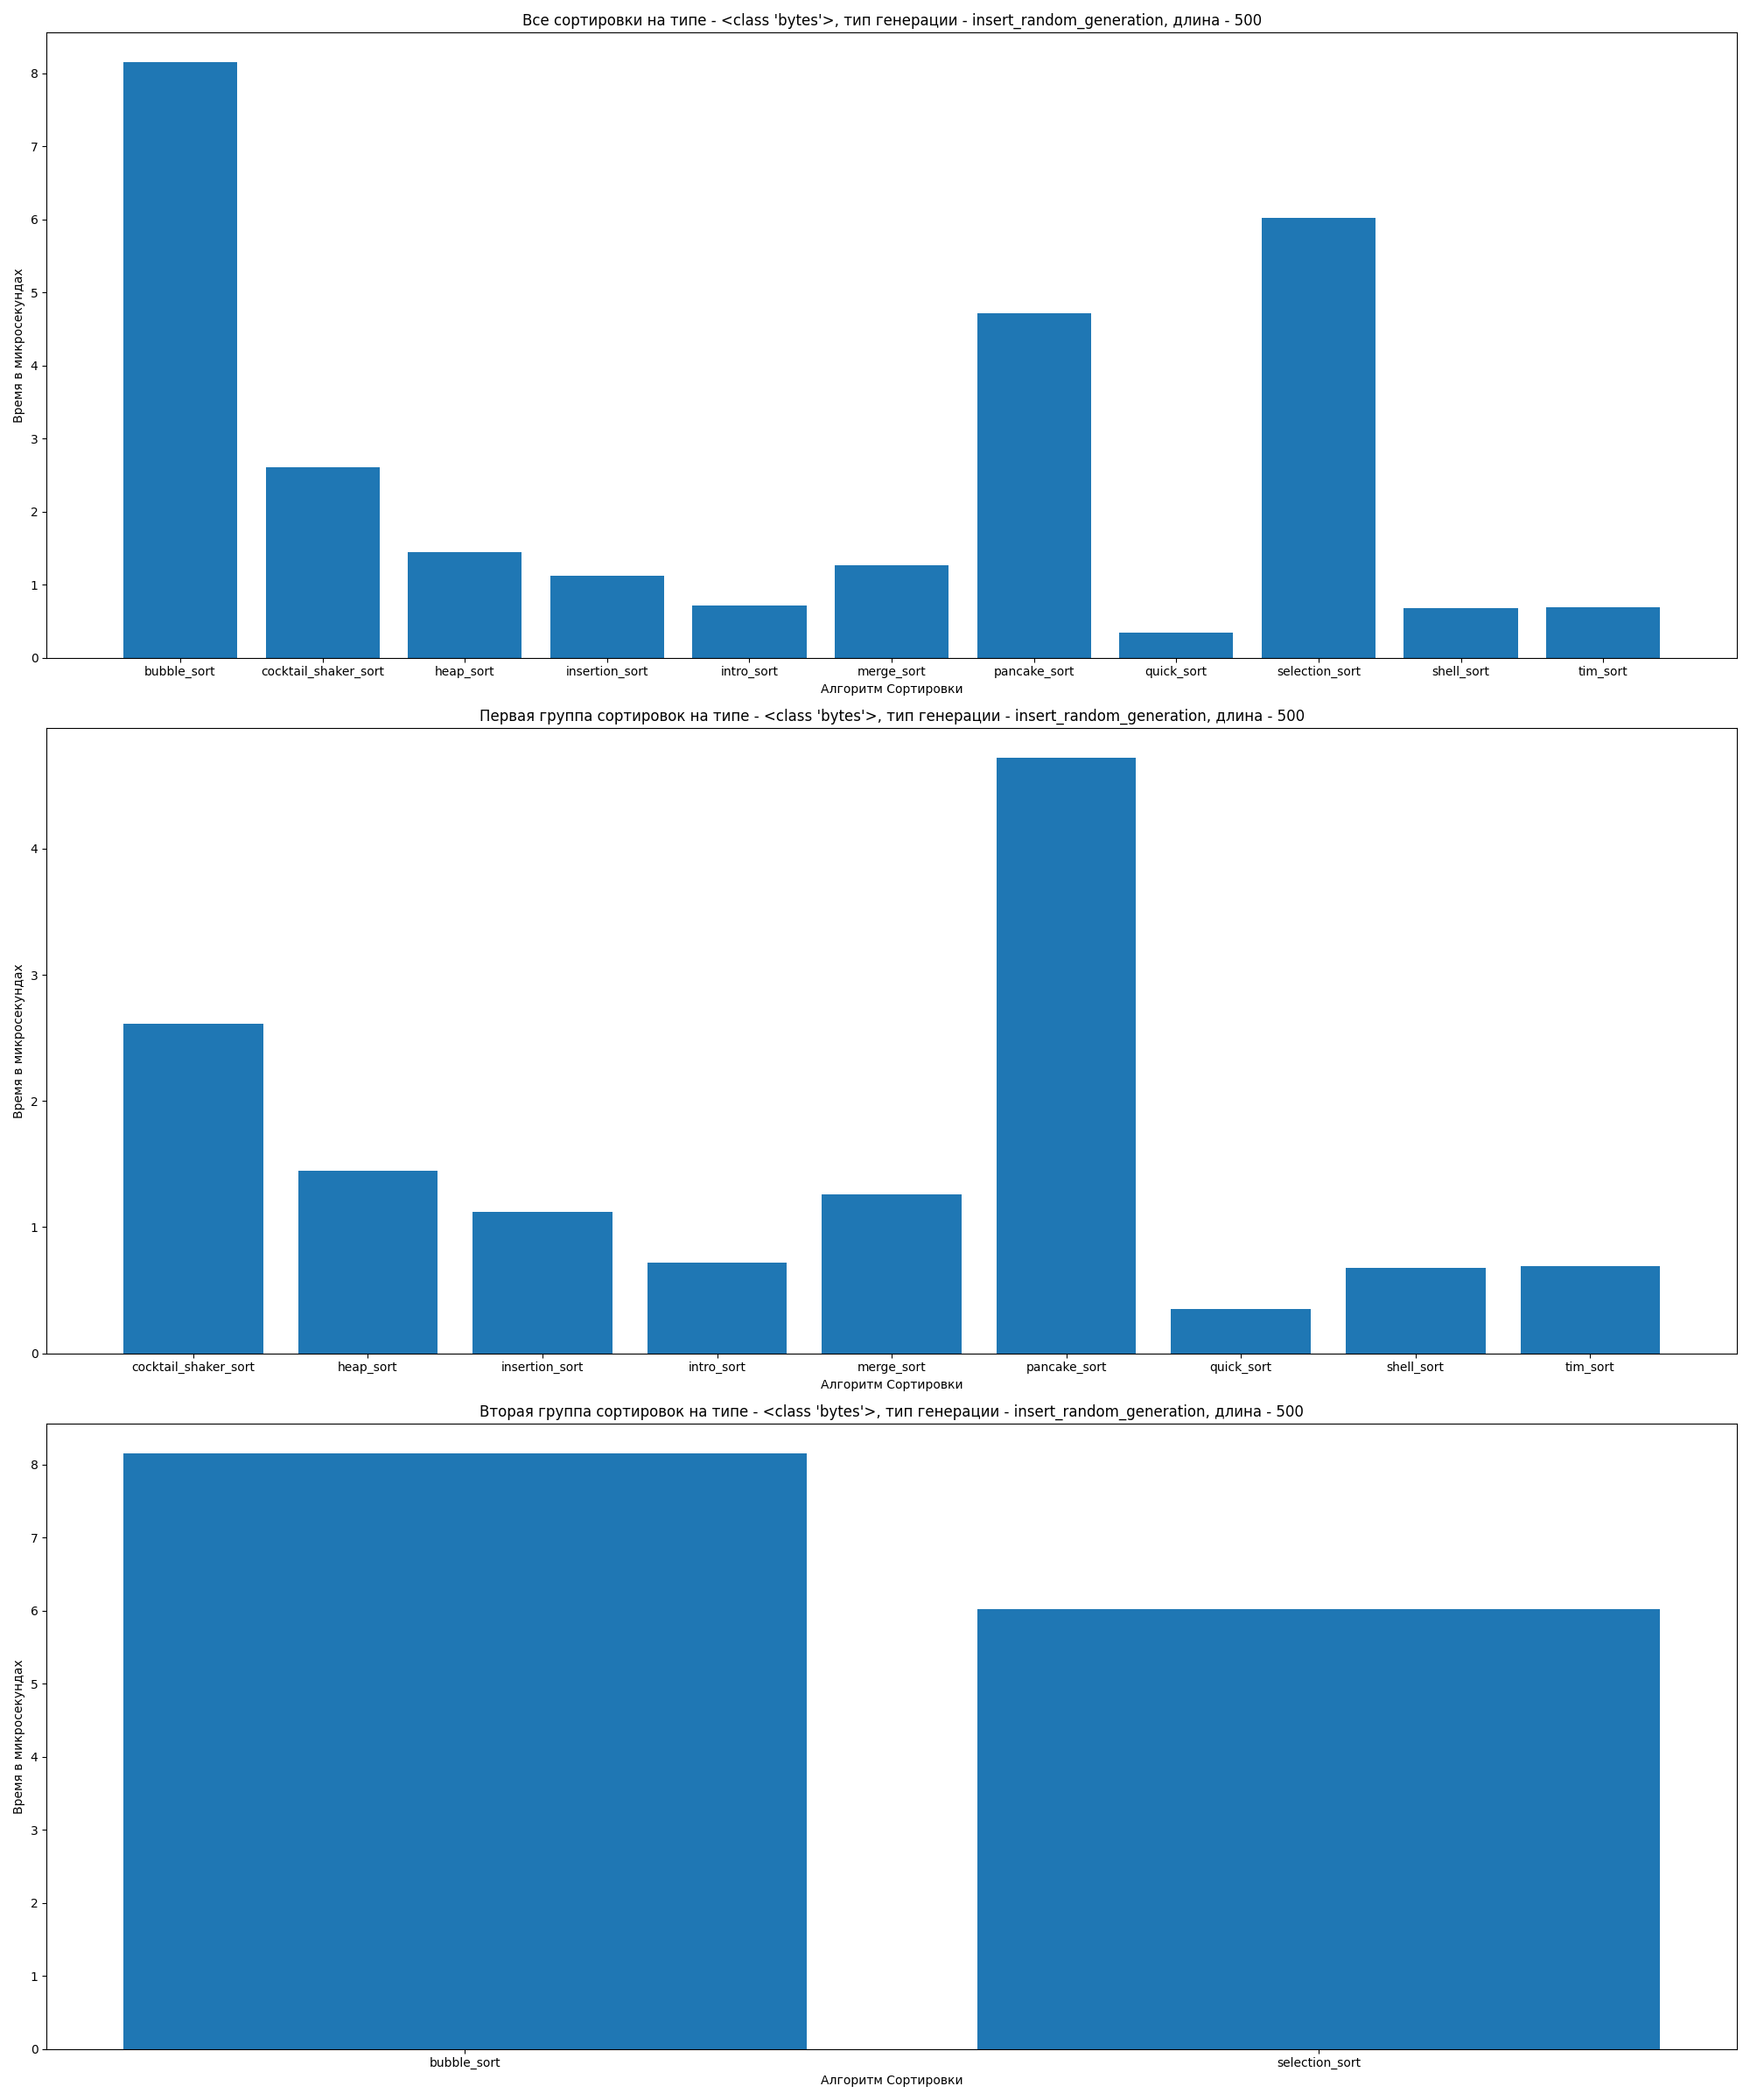 Все сортировки на типе - <class 'bytes'>, тип генерации - insert_random_generation, длина - 500
8
7
6
5
4
3
2
1
0
Время в микросекундах
bubble_sort cocktail_shaker_sort heap_sort insertion_sort intro_sort merge_sort pancake_sort quick_sort selection_sort shell_sort tim_sort
Алгоритм Сортировки
Первая группа сортировок на типе - <class 'bytes'>, тип генерации - insert_random_generation, длина - 500
4
3
2
1
0
Время в микросекундах
cocktail_shaker_sort heap_sort insertion_sort intro_sort merge_sort pancake_sort quick_sort shell_sort tim_sort
Алгоритм Сортировки
Вторая группа сортировок на типе - <class 'bytes'>, тип генерации - insert_random_generation, длина - 500
8
7
6
5
4
3
2
1
0
Время в микросекундах
bubble_sort selection_sort
Алгоритм Сортировки